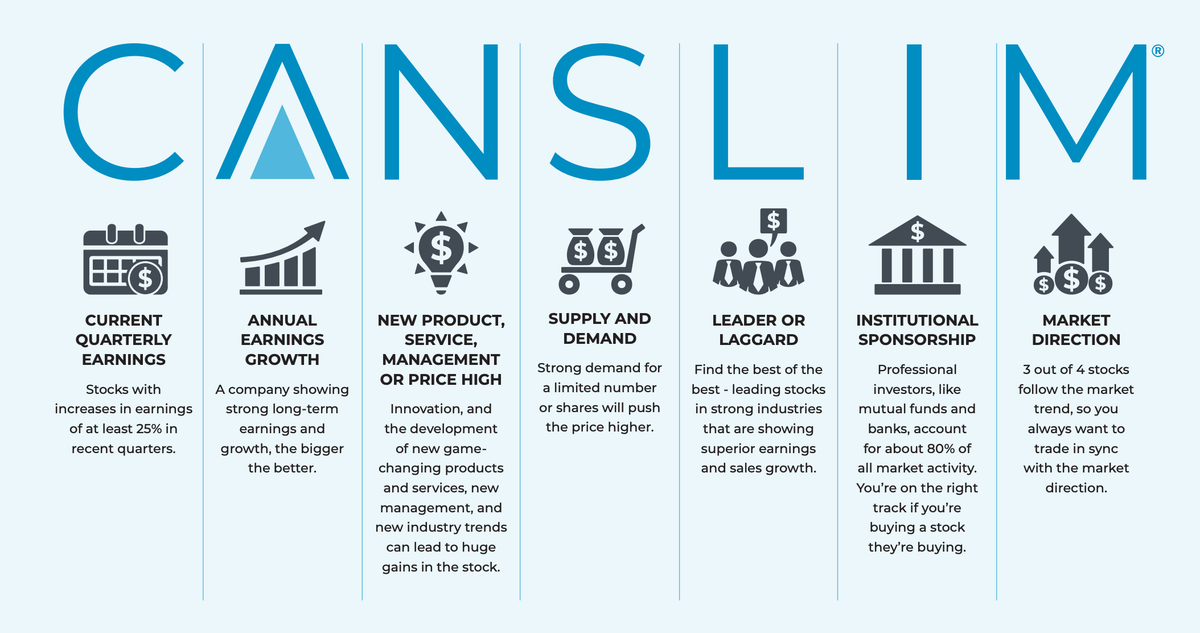 CANSLIM®
CURRENT
QUARTERLY
EARNINGS
Stocks with
increases in earnings
of at least 25% in
recent quarters.
ANNUAL
EARNINGS
GROWTH
A company showing
strong long-term
earnings and
growth, the bigger
the better.
NEW PRODUCT,
SERVICE,
MANAGEMENT
OR PRICE HIGH
Innovation, and
the development
of new game-
changing products
and services, new
management, and
new industry trends
can lead to huge
gains in the stock.
SUPPLY AND
DEMAND
Strong demand for
a limited number
or shares will push
the price higher.
LEADER OR
LAGGARD
Find the best of the
best - leading stocks
in strong industries
that are showing
superior earnings
and sales growth.
INSTITUTIONAL
SPONSORSHIP
Professional
investors, like
mutual funds and
banks, account
for about 80% of
all market activity.
You’re on the right
track if you’re
buying a stock
they’re buying.
MARKET
DIRECTION
3 out of 4 stocks
follow the market
trend, so you
always want to
trade in sync
with the market
direction.